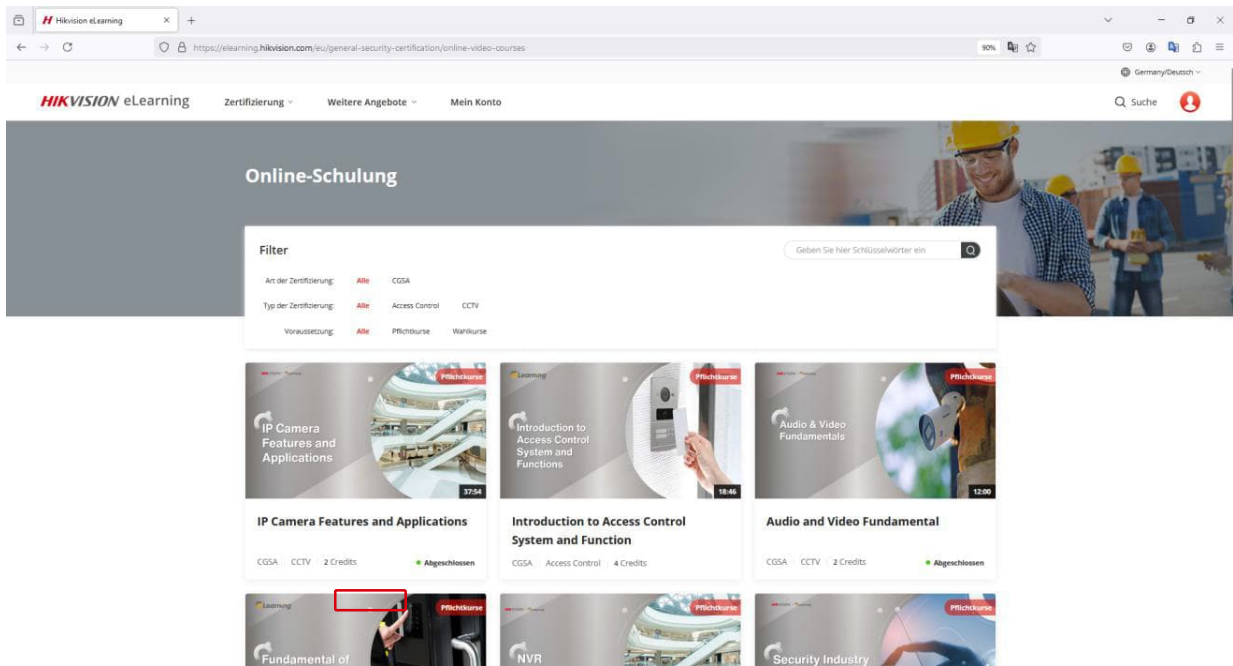 Hikvision eLearning
https://elearning.hikvision.com/eu/general-security-certification/online-video-courses
90%
Germany/Deutsch
HIKVISION eLearning
Zertifizierung
Weitere Angebote
Mein Konto
Suche
Online-Schulung
Filter
Geben Sie hier Schlüsselwörter ein
Art der Zertifizierung: Alle CGSA
Typ der Zertifizierung: Alle Access Control CCTV
Voraussetzung: Alle Pflichtkurse Wahlkurse
Pflichtkurse
IP Camera
Features and
Applications
37:54
IP Camera Features and Applications
CGSA CCTV 2 Credits Abgeschlossen
eLearning
Pflichtkurse
Introduction to
Access Control
System and
Functions
18:46
Introduction to Access Control
System and Function
CGSA Access Control 4 Credits
Pflichtkurse
Audio & Video
Fundamentals
12:00
Audio and Video Fundamental
CGSA CCTV 2 Credits Abgeschlossen
eLearning
Pflichtkurse
Fundamental of
Pflichtkurse
NVR
Pflichtkurse
Security Industry